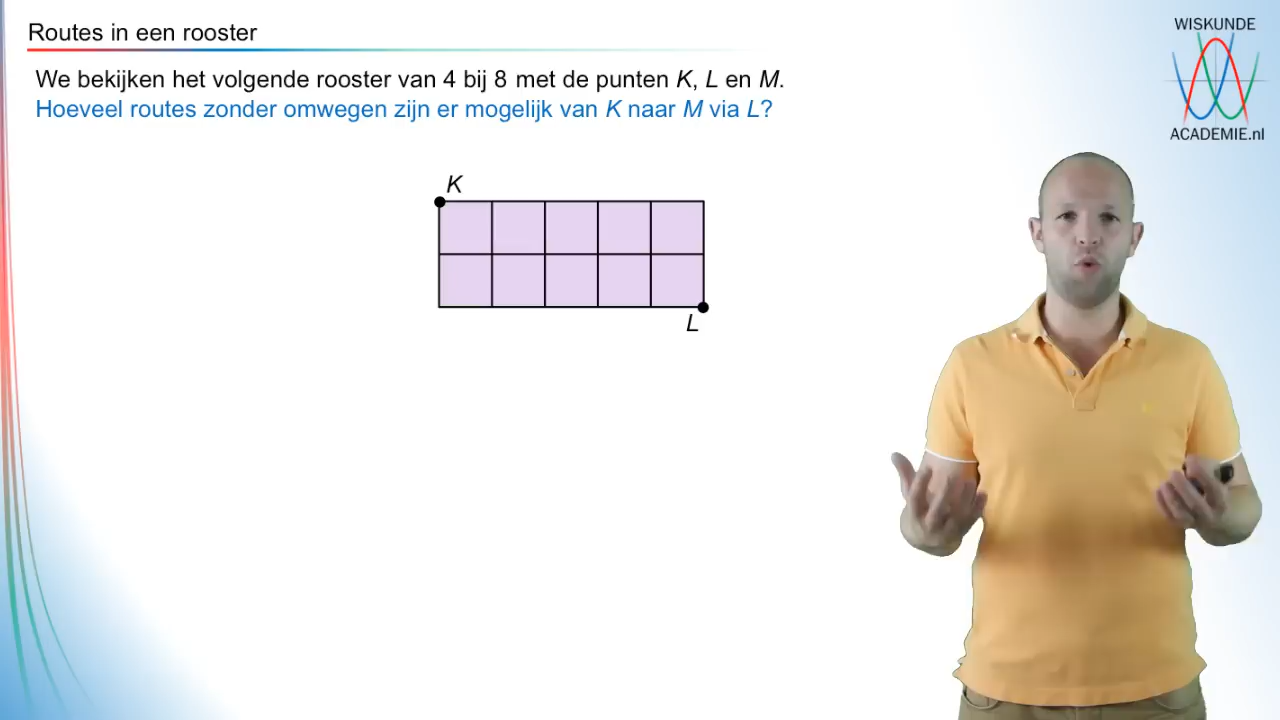 Routes in een rooster
WISKUNDE
ACADEMIE.nl
We bekijken het volgende rooster van 4 bij 8 met de punten K, L en M.
Hoeveel routes zonder omwegen zijn er mogelijk van K naar M via L?
K
L